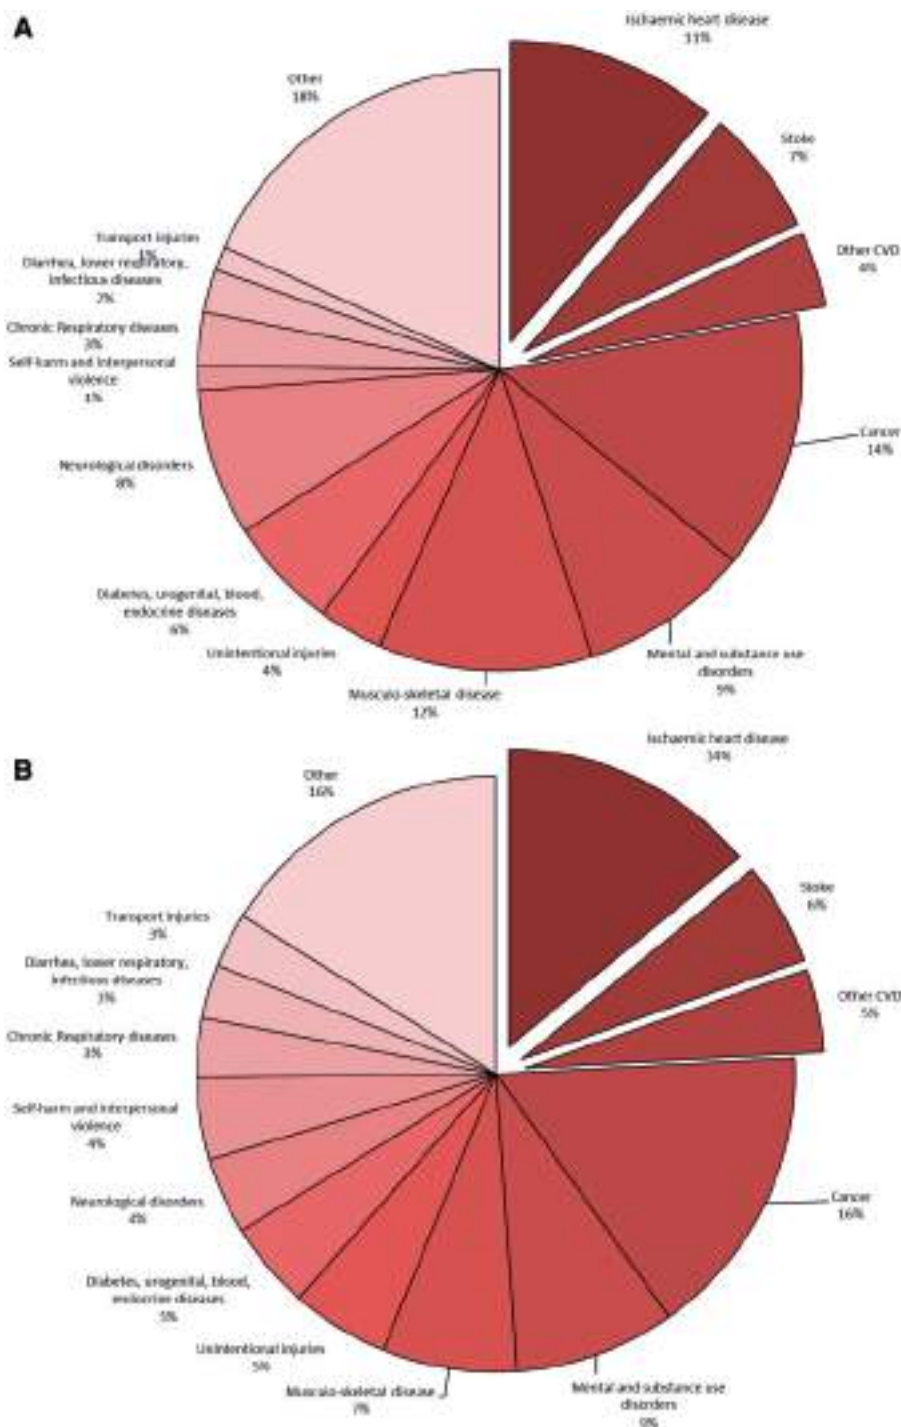 A
Ischaemic heart disease
11%
Other
18%
Stoke
7%
Transport injuries
1%
Other CVD
4%
Diarrhea, lower respiratory,
infectious diseases
2%
Chronic Respiratory diseases
3%
Self-harm and interpersonal
violence
1%
Cancer
14%
Neurological disorders
8%
Diabetes, urogenital, blood,
endocrine diseases
6%
Unintentional injuries
4%
Mental and substance use
disorders
9%
Musculo-skeletal disease
12%
B
Ischaemic heart disease
14%
Other
16%
Stoke
6%
Transport injuries
3%
Diarrhea, lower respiratory,
infectious diseases
Other CVD
5%
Chronic Respiratory diseases
3%
Self-harm and interpersonal
violence
4%
Neurological disorders
4%
Cancer
16%
Diabetes, urogenital, blood,
endocrine diseases
5%
Unintentional injuries
5%
Musculo-skeletal disease
7%
Mental and substance use
disorders
9%